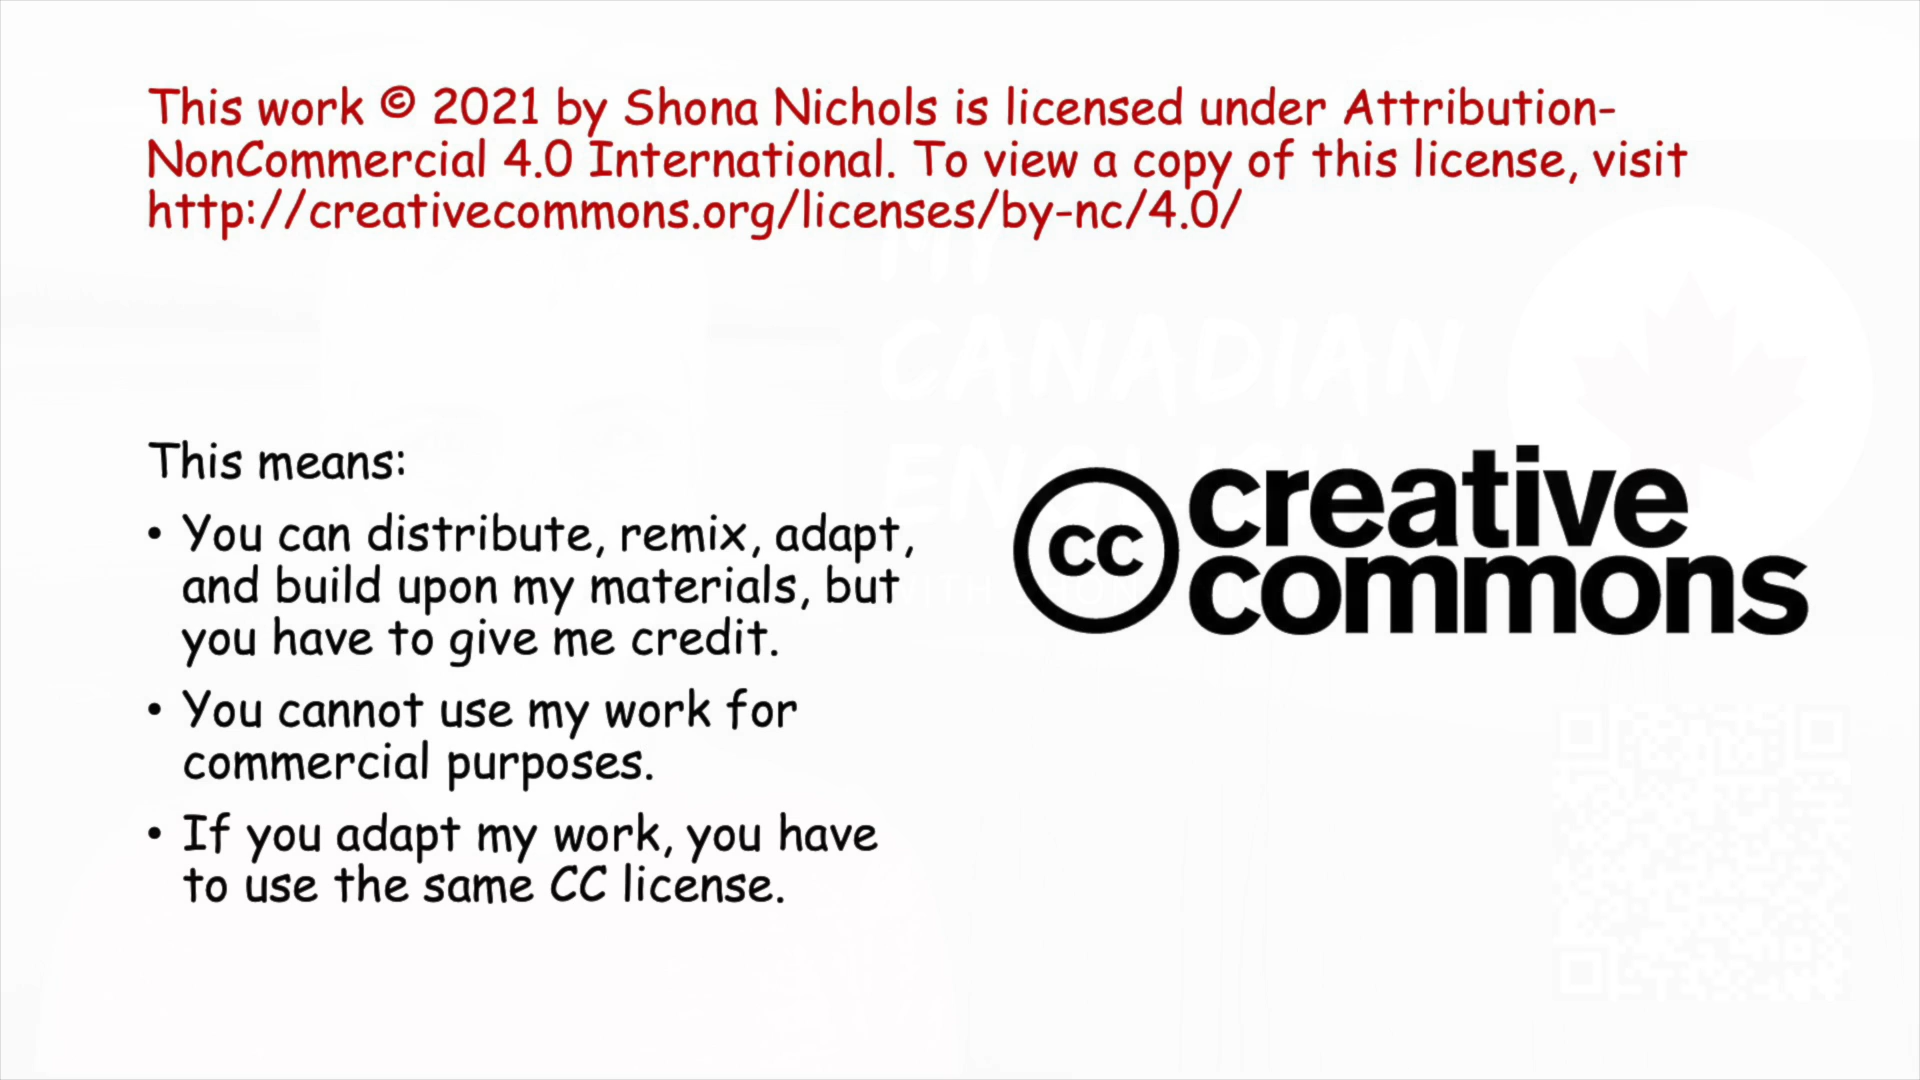 This work © 2021 by Shona Nichols is licensed under Attribution-
NonCommercial 4.0 International. To view a copy of this license, visit
http://creativecommons.org/licenses/by-nc/4.0/
MY
CANADIAN
This means:
• You can distribute, remix, adapt,
and build upon my materials, but
you have to give me credit.
• You cannot use my work for
commercial purposes.
• If you adapt my work, you have
to use the same CC license.
cc creative
commons
WITH